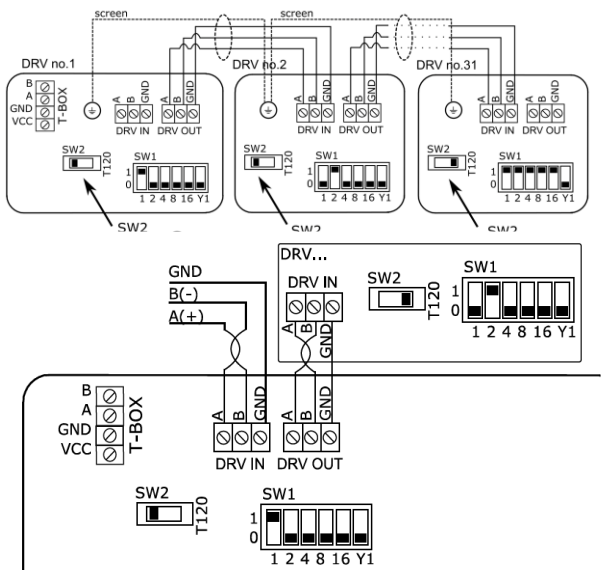 screen screen
DRV no.1 DRV no.2 DRV no.31
B
A
GND
VCC
T-BOX
A B GND A B GND
DRV IN DRV OUT
SW2
T120
SW1
1
0
1 2 4 8 16 Y1
SW2
A B GND A B GND
DRV IN DRV OUT
SW2
T120
SW1
1
0
1 2 4 8 16 Y1
SW2
A B GND A B GND
DRV IN DRV OUT
SW2
T120
SW1
1
0
1 2 4 8 16 Y1
SW2
GND
B(-)
A(+)
DRV...
DRV IN
A B GND
SW2
T120
SW1
1
0
1 2 4 8 16 Y1
B
A
GND
VCC
T-BOX
A B GND A B GND
DRV IN DRV OUT
SW2
T120
SW1
1
0
1 2 4 8 16 Y1